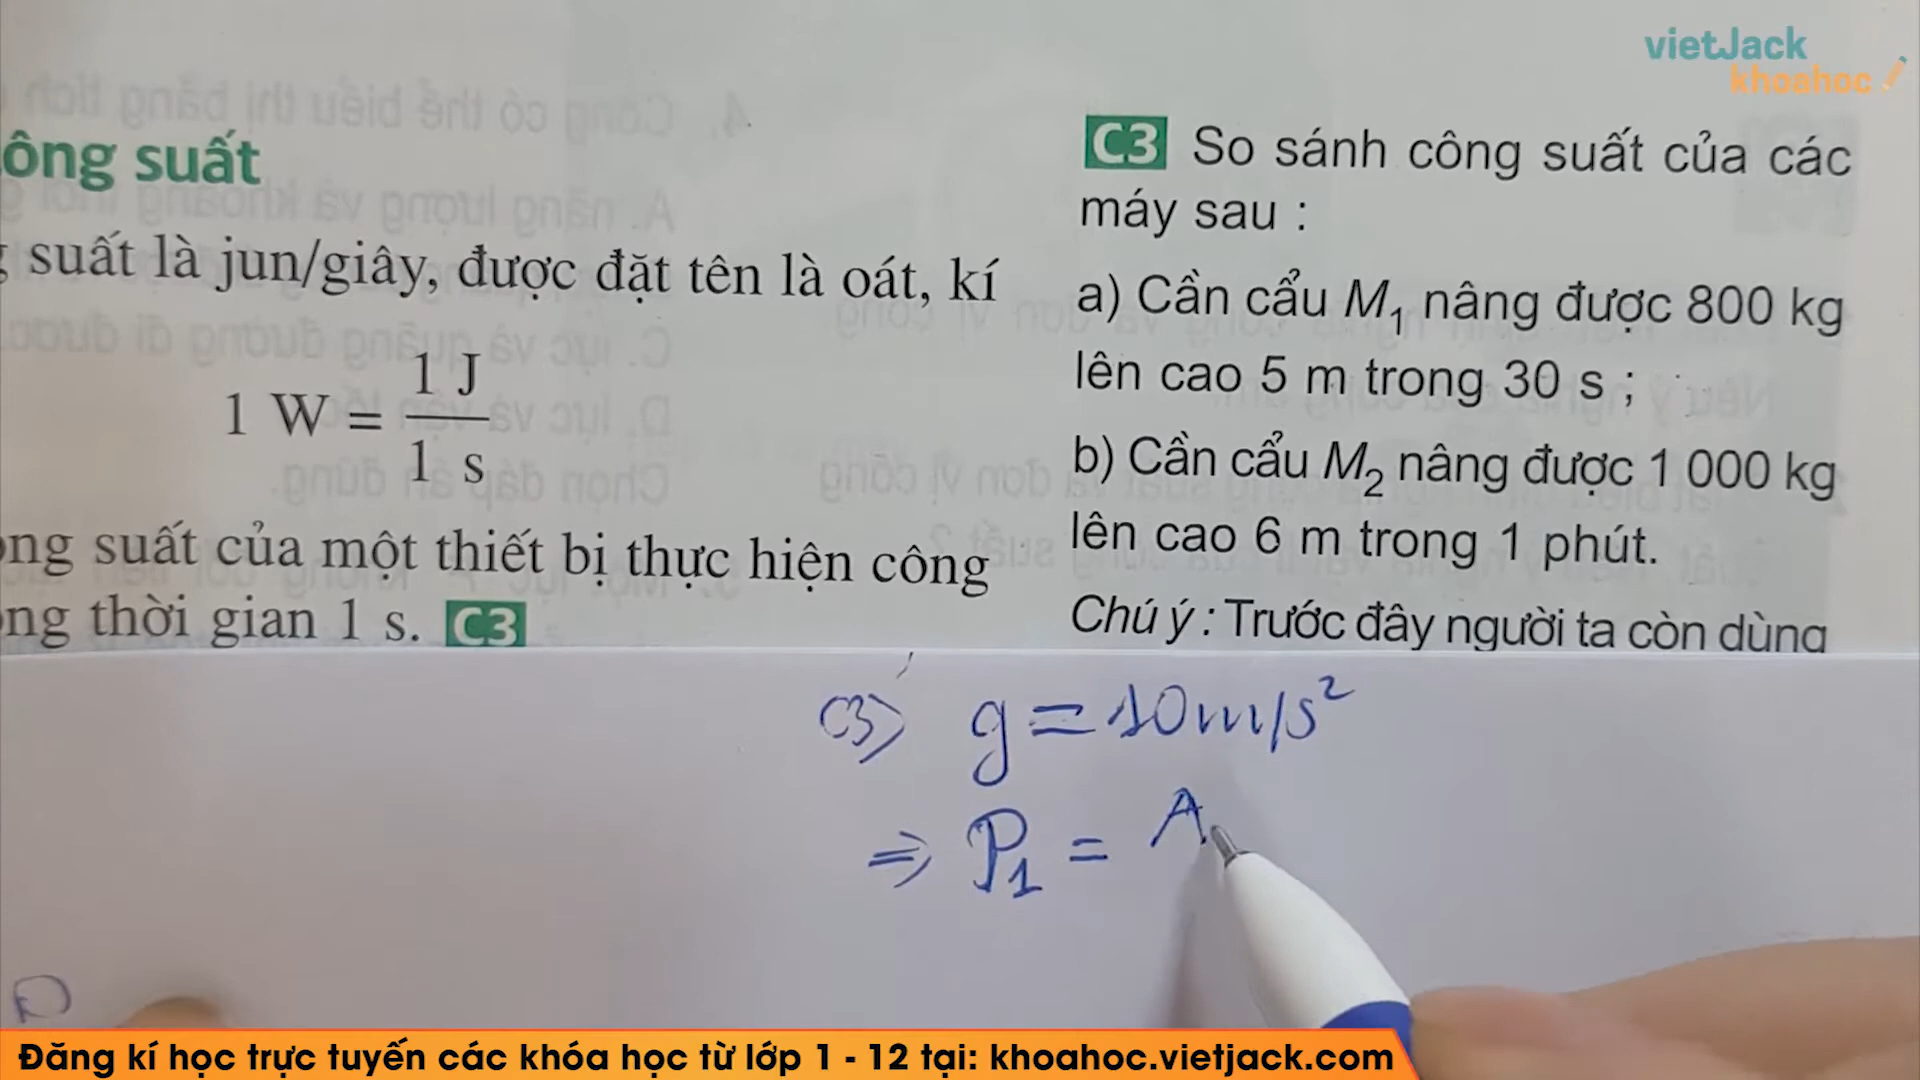 vietJack
khoahoc
ông suất
suất là jun/giây, được đặt tên là oát, kí
1 W = 1 J / 1 s
ong suất của một thiết bị thực hiện công
ong thời gian 1 s. C3
C3 So sánh công suất của các
máy sau :
a) Cần cẩu M₁ nâng được 800 kg
lên cao 5 m trong 30 s ;
b) Cần cẩu M₂ nâng được 1 000 kg
lên cao 6 m trong 1 phút.
Chú ý : Trước đây người ta còn dùng
C3) g = 10m/s²
⇒ P₁ = A
Đăng kí học trực tuyến các khóa học từ lớp 1 - 12 tại: khoahoc.vietjack.com